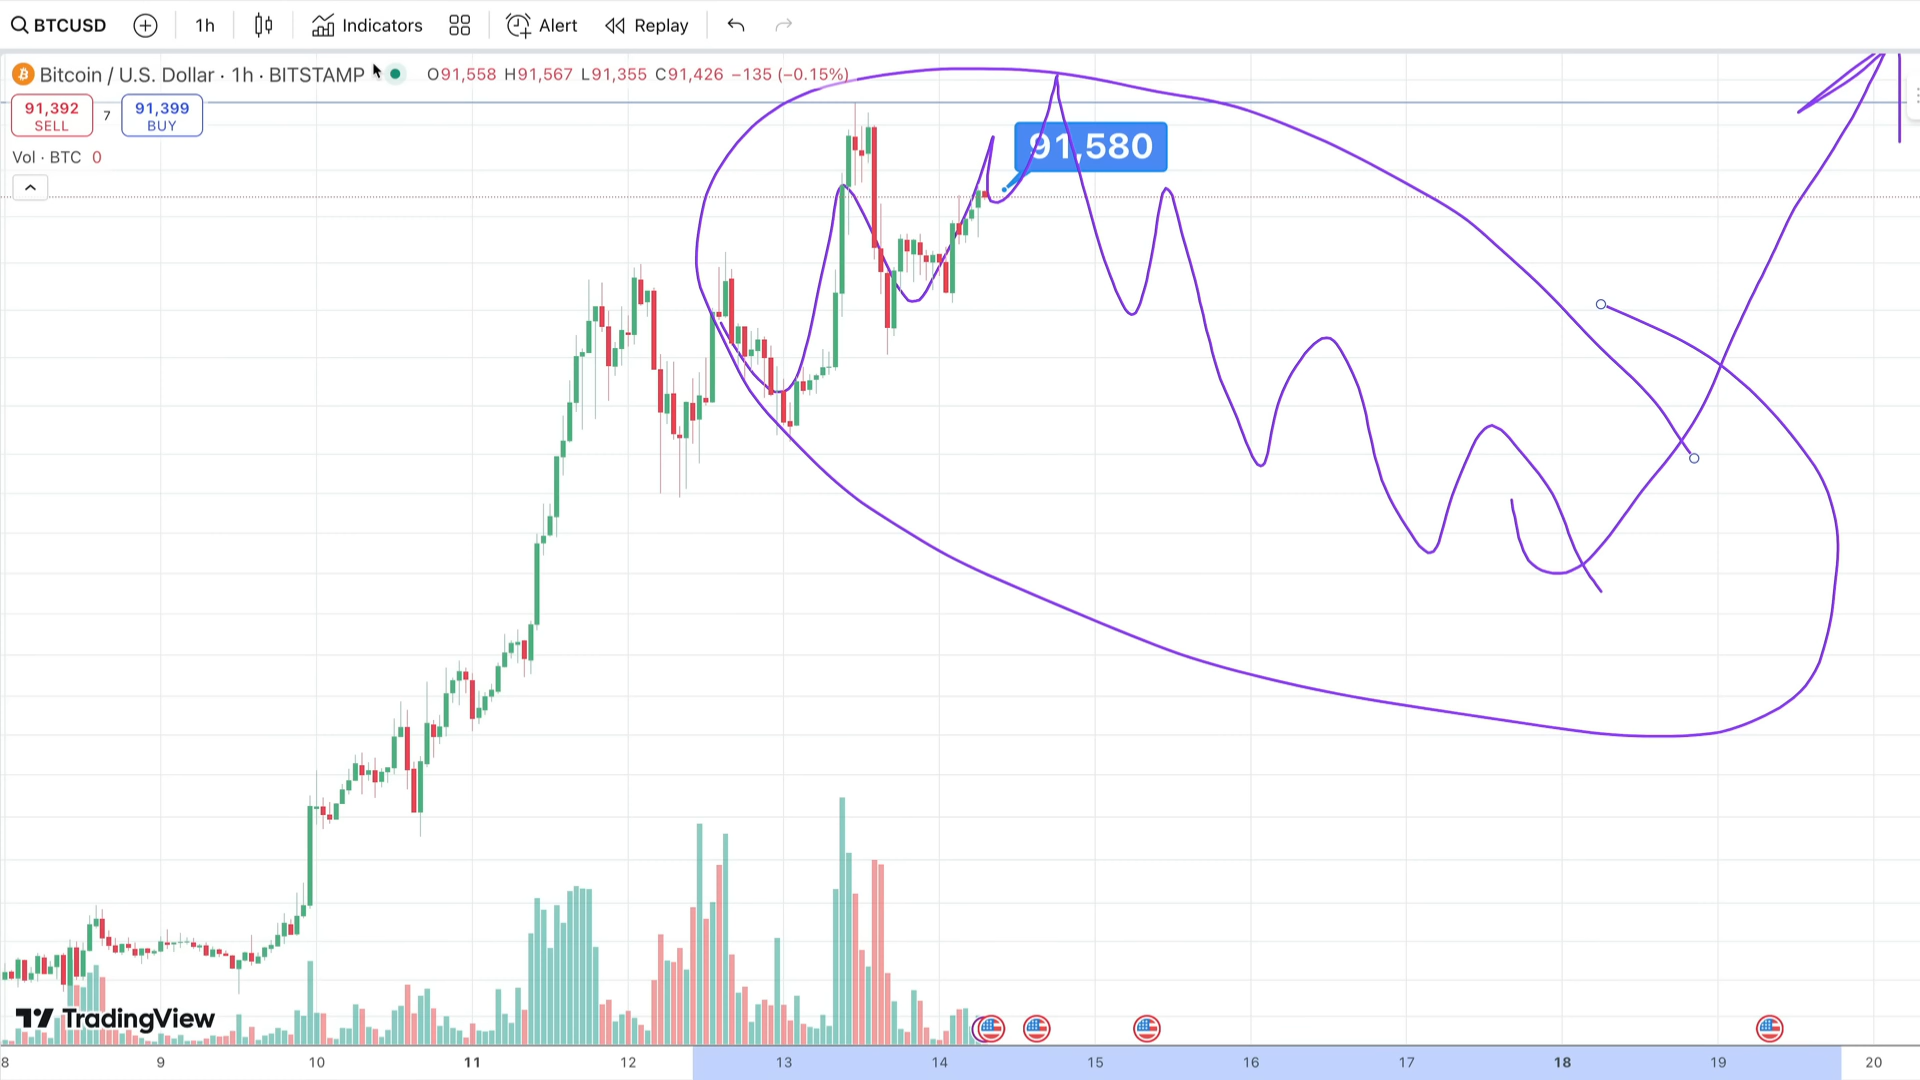 BTCUSD 1h Indicators Alert Replay
Bitcoin / U.S. Dollar · 1h · BITSTAMP O91,558 H91,567 L91,355 C91,426 −135 (−0.15%)
91,392 7 91,399
SELL BUY
91,580
Vol · BTC 0
TradingView
8 9 10 11 12 13 14 15 16 17 18 19 20